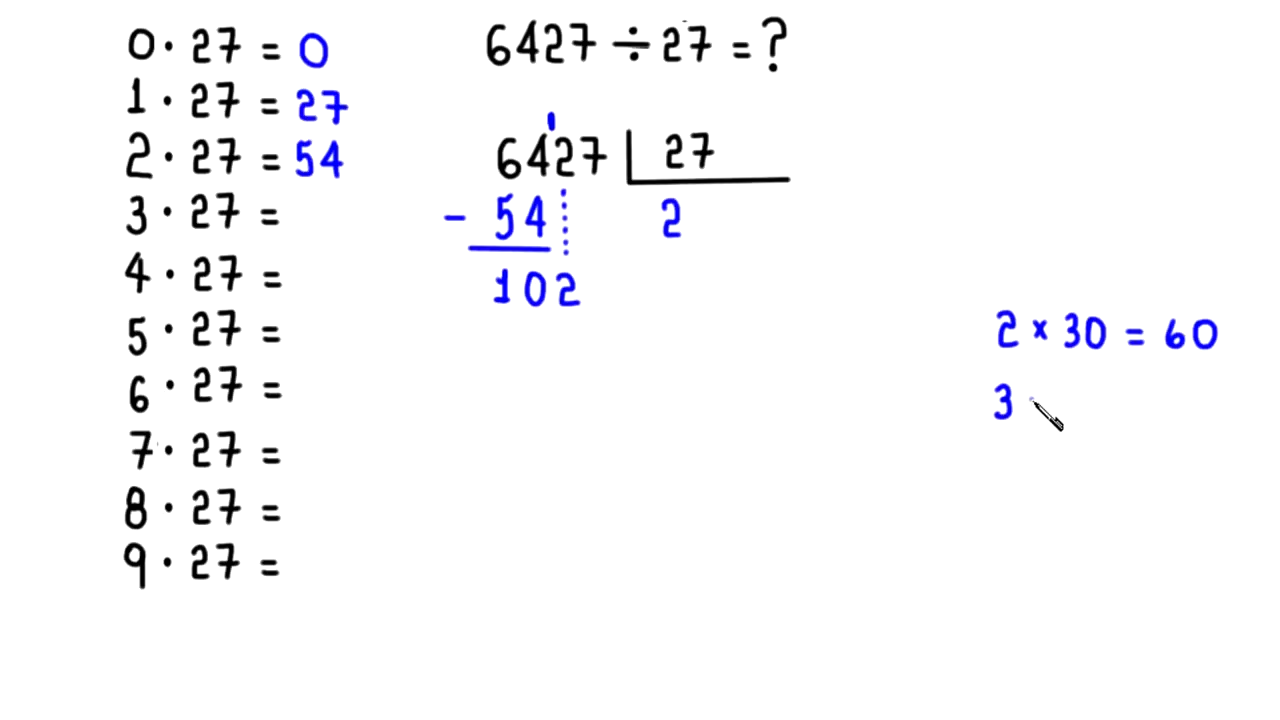 0 · 27 = 0
1 · 27 = 27
2 · 27 = 54
3 · 27 =
4 · 27 =
5 · 27 =
6 · 27 =
7 · 27 =
8 · 27 =
9 · 27 =
6427 ÷ 27 = ?
6427 27
- 54 2
102
2 × 30 = 60
3